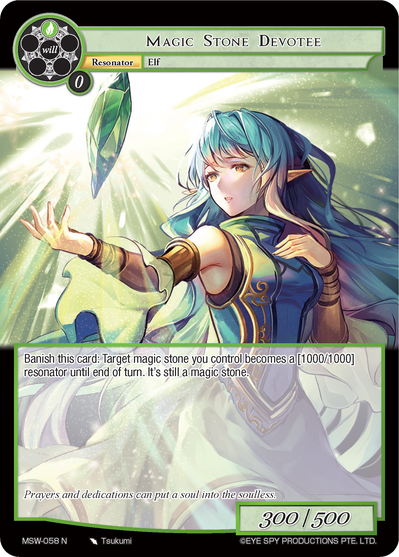 Magic Stone Devotee
will
Resonator Elf
0
Banish this card: Target magic stone you control becomes a [1000/1000]
resonator until end of turn. It's still a magic stone.
Prayers and dedications can put a soul into the soulless.
300/500
MSW-058 N Tsukumi ©EYE SPY PRODUCTIONS PTE. LTD.